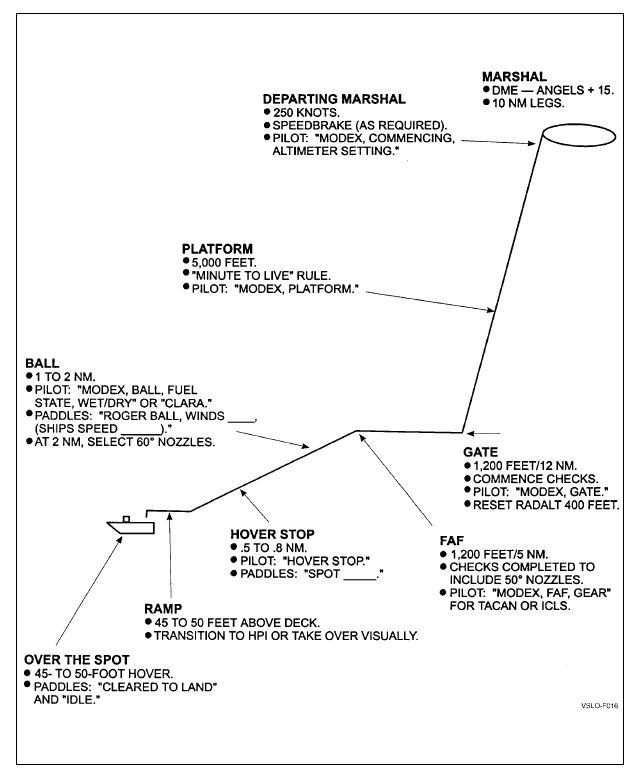 MARSHAL
● DME — ANGELS + 15.
● 10 NM LEGS.
DEPARTING MARSHAL
● 250 KNOTS.
● SPEEDBRAKE (AS REQUIRED).
● PILOT: "MODEX, COMMENCING,
ALTIMETER SETTING."
PLATFORM
● 5,000 FEET.
● "MINUTE TO LIVE" RULE.
● PILOT: "MODEX, PLATFORM."
BALL
● 1 TO 2 NM.
● PILOT: "MODEX, BALL, FUEL
STATE, WET/DRY" OR "CLARA."
● PADDLES: "ROGER BALL, WINDS ____,
(SHIPS SPEED ______)."
● AT 2 NM, SELECT 60° NOZZLES.
GATE
● 1,200 FEET/12 NM.
● COMMENCE CHECKS.
● PILOT: "MODEX, GATE."
● RESET RADALT 400 FEET.
HOVER STOP
● .5 TO .8 NM.
● PILOT: "HOVER STOP."
● PADDLES: "SPOT _____."
FAF
● 1,200 FEET/5 NM.
● CHECKS COMPLETED TO
INCLUDE 50° NOZZLES.
● PILOT: "MODEX, FAF, GEAR"
FOR TACAN OR ICLS.
RAMP
● 45 TO 50 FEET ABOVE DECK.
● TRANSITION TO HPI OR TAKE OVER VISUALLY.
OVER THE SPOT
● 45- TO 50-FOOT HOVER.
● PADDLES: "CLEARED TO LAND"
AND "IDLE."
VSLO-F016